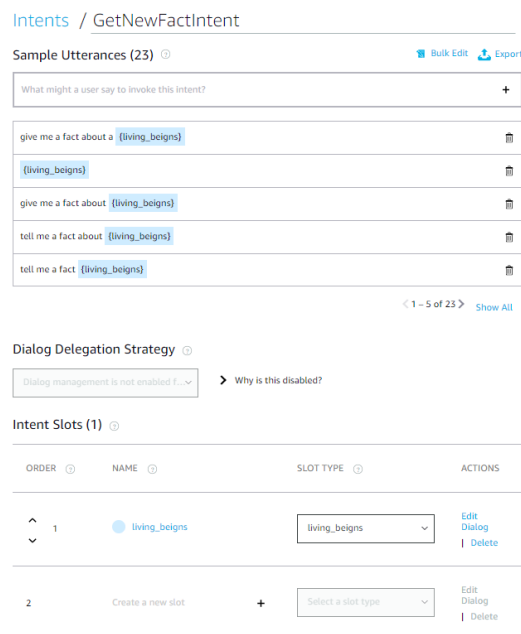 Intents / GetNewFactIntent
Sample Utterances (23)
Bulk Edit Export
What might a user say to invoke this intent? +
give me a fact about a {living_beigns}
{living_beigns}
give me a fact about {living_beigns}
tell me a fact about {living_beigns}
tell me a fact {living_beigns}
< 1 – 5 of 23 > Show All
Dialog Delegation Strategy
Dialog management is not enabled f...
Why is this disabled?
Intent Slots (1)
ORDER NAME SLOT TYPE ACTIONS
1 living_beigns living_beigns Edit Dialog | Delete
2 Create a new slot + Select a slot type Edit Dialog | Delete